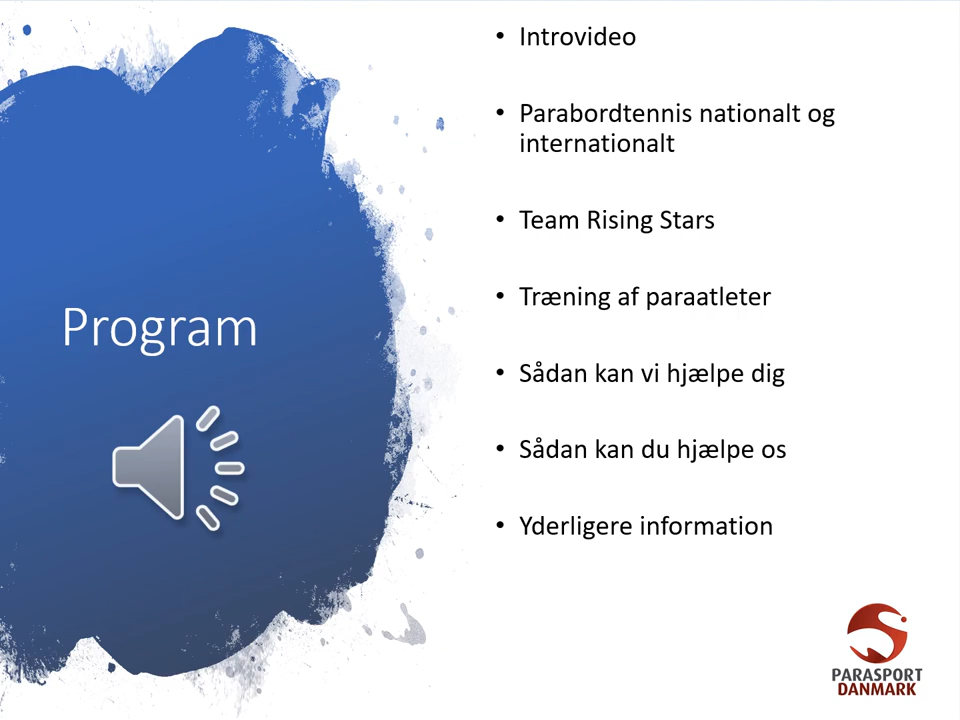 Program
• Introvideo
• Parabordtennis nationalt og
internationalt
• Team Rising Stars
• Træning af paraatleter
• Sådan kan vi hjælpe dig
• Sådan kan du hjælpe os
• Yderligere information
PARASPORT
DANMARK